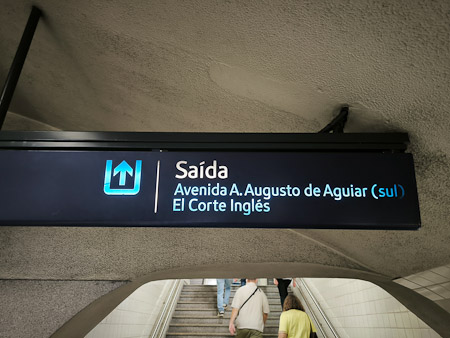 Saída
Avenida A. Augusto de Aguiar (sul)
El Corte Inglés